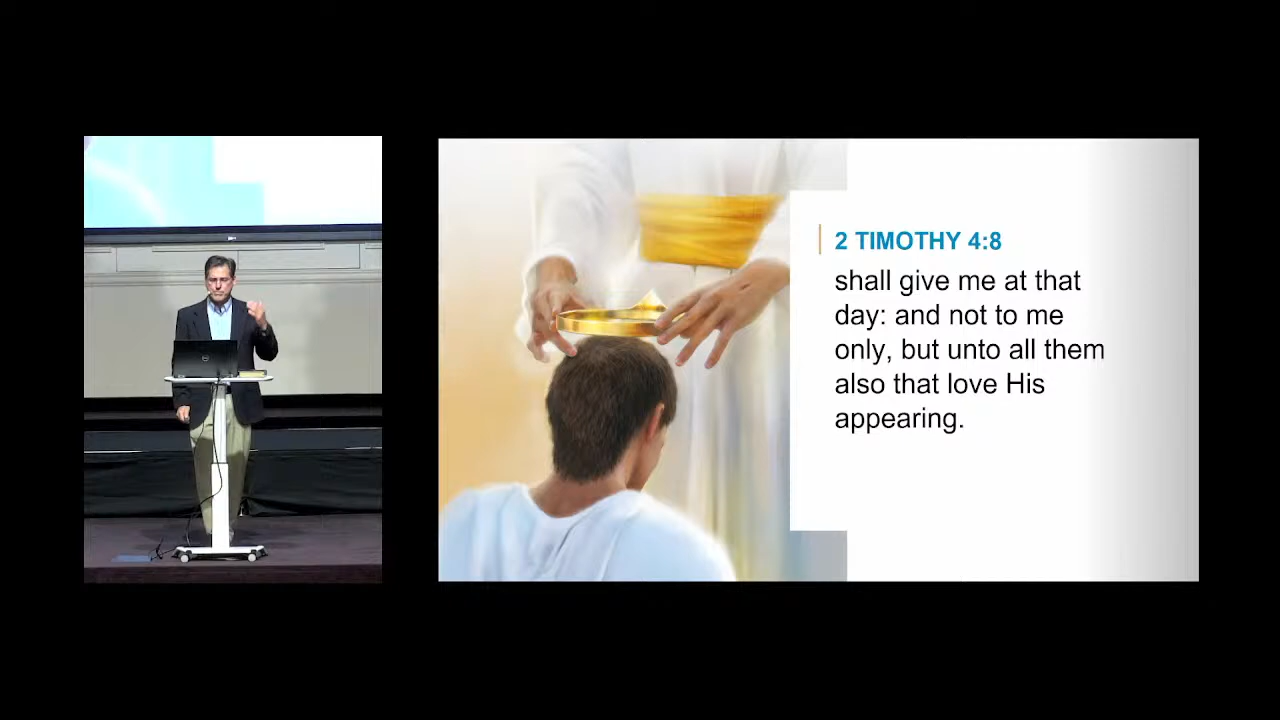 2 TIMOTHY 4:8
shall give me at that
day: and not to me
only, but unto all them
also that love His
appearing.